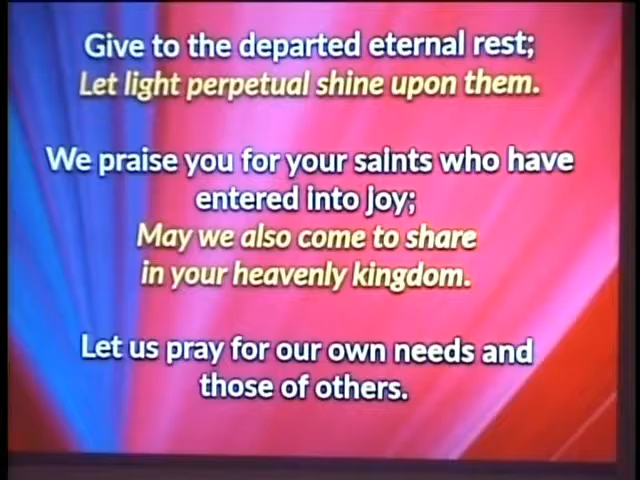 Give to the departed eternal rest;
Let light perpetual shine upon them.
We praise you for your saints who have
entered into joy;
May we also come to share
in your heavenly kingdom.
Let us pray for our own needs and
those of others.